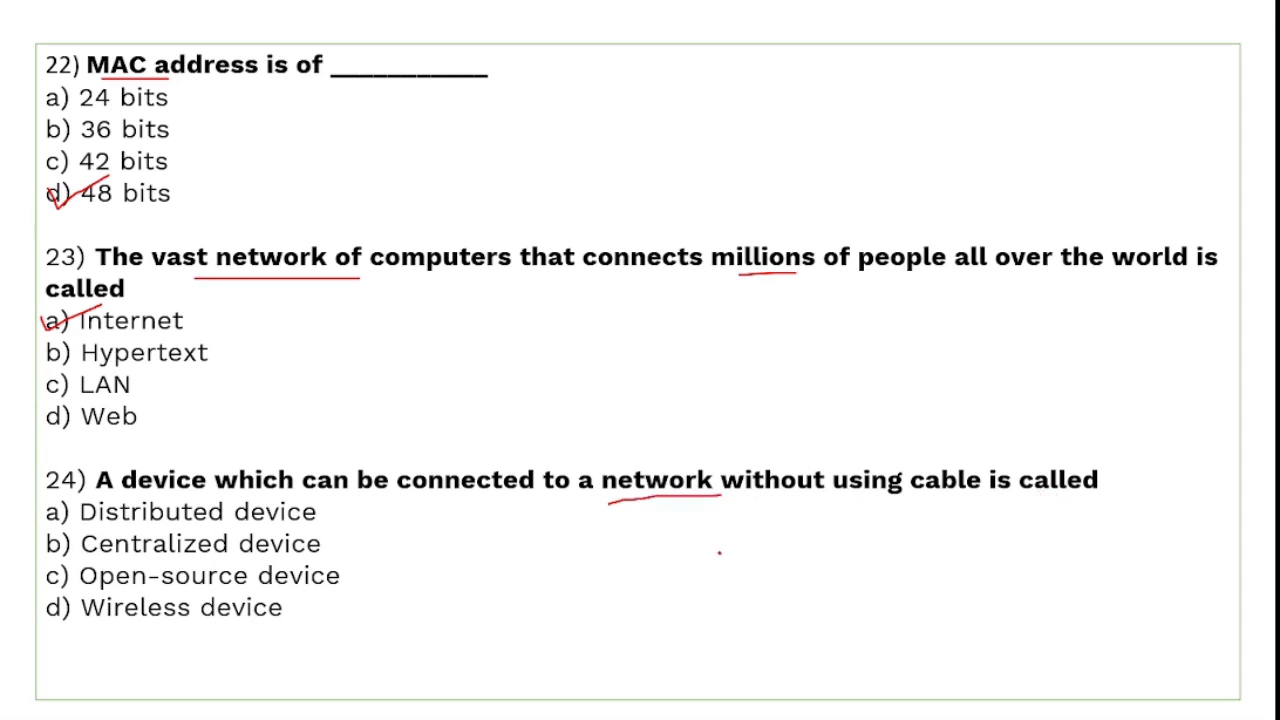 22) MAC address is of ___________
a) 24 bits
b) 36 bits
c) 42 bits
d) 48 bits
23) The vast network of computers that connects millions of people all over the world is
called
a) Internet
b) Hypertext
c) LAN
d) Web
24) A device which can be connected to a network without using cable is called
a) Distributed device
b) Centralized device
c) Open-source device
d) Wireless device